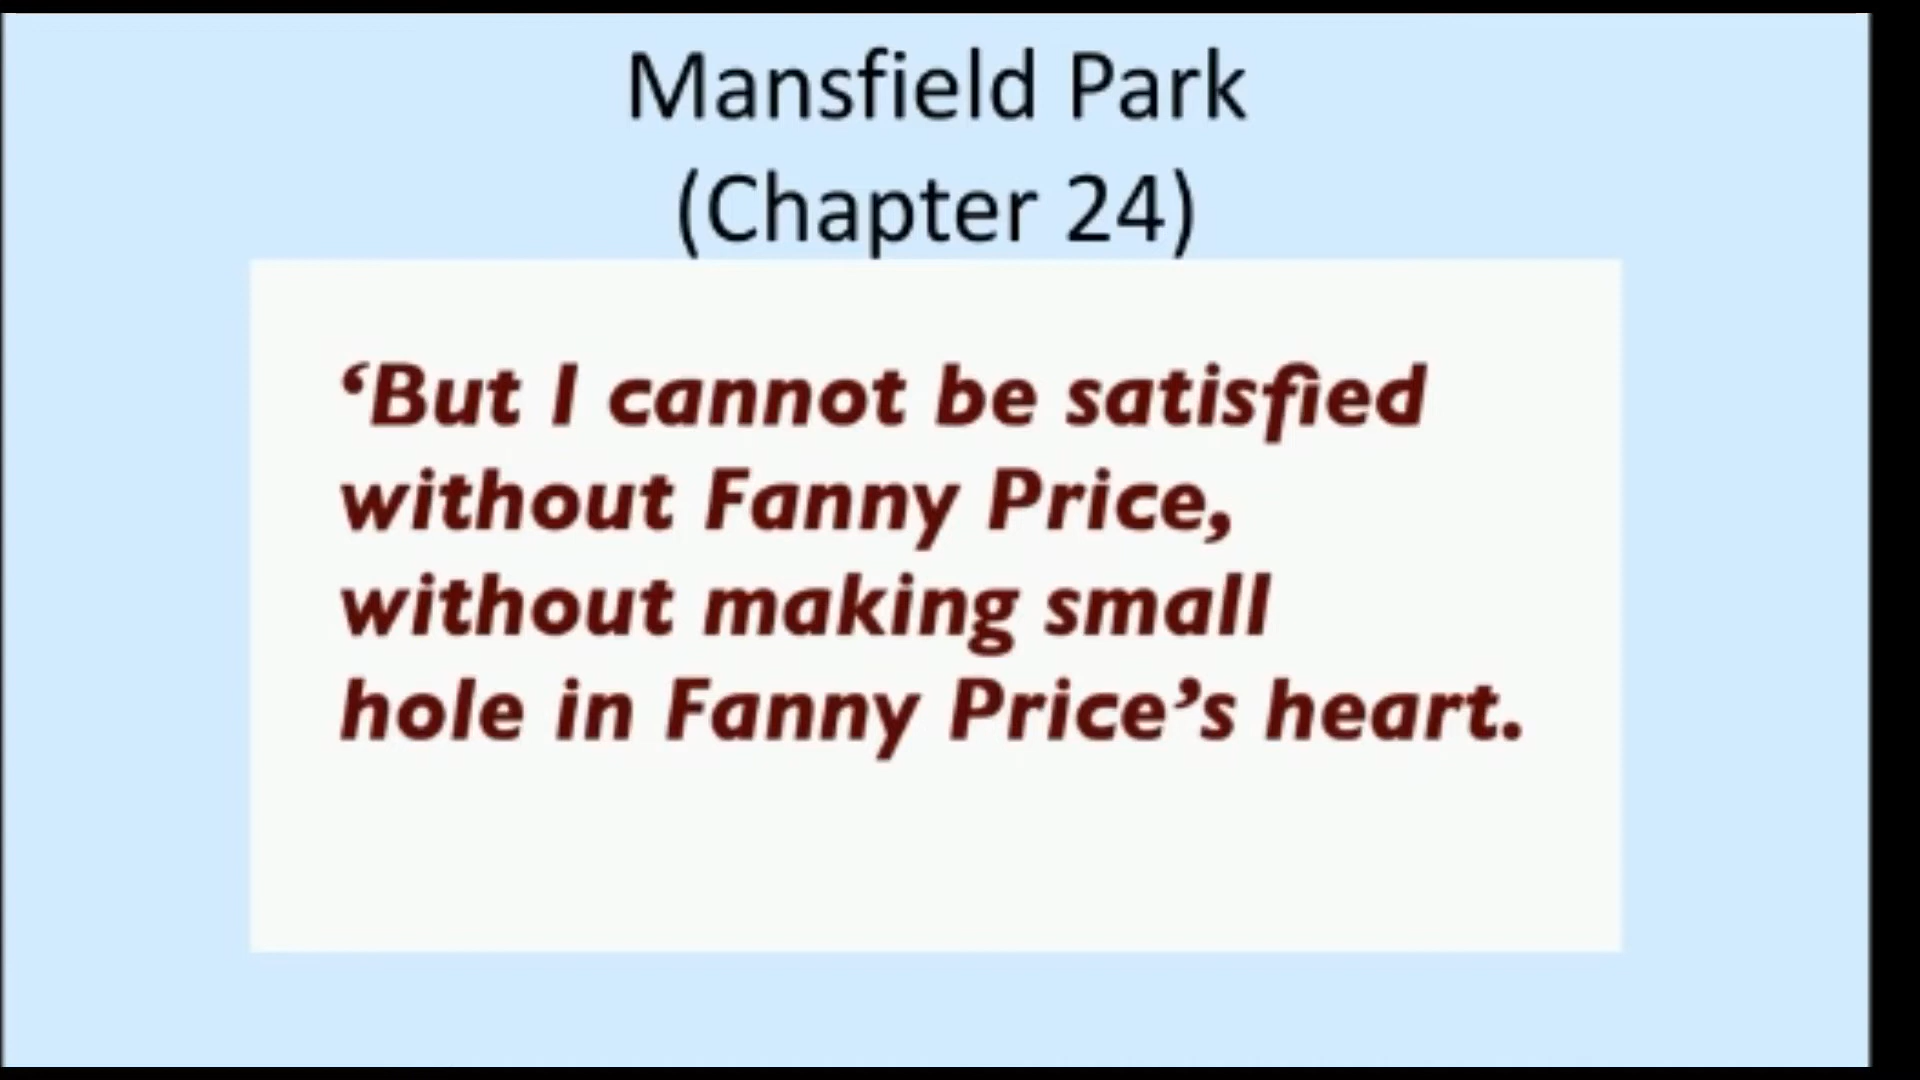 Mansfield Park
(Chapter 24)
‘But I cannot be satisfied
without Fanny Price,
without making small
hole in Fanny Price’s heart.